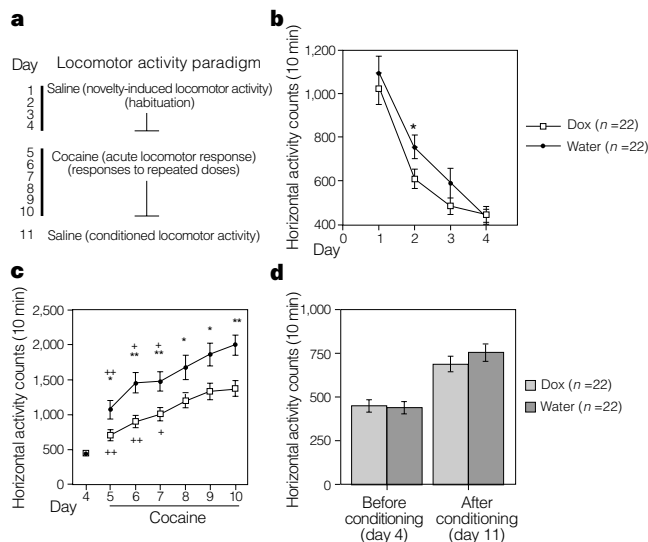 a
Day Locomotor activity paradigm
1 Saline (novelty-induced locomotor activity)
2 (habituation)
3
4
5 Cocaine (acute locomotor response)
6 (responses to repeated doses)
7
8
9
10
11 Saline (conditioned locomotor activity)
b
Horizontal activity counts (10 min)
1,200
1,000
800
600
400
*
0 1 2 3 4 5
Day
Dox (n =22)
Water (n =22)
c
Horizontal activity counts (10 min)
2,500
2,000
1,500
1,000
500
0
++
*
+
**
+
**
*
*
**
++
++
+
4 5 6 7 8 9 10
Day
Cocaine
d
Horizontal activity counts (10 min)
1,000
750
500
250
0
Dox (n =22)
Water (n =22)
Before
conditioning
(day 4)
After
conditioning
(day 11)